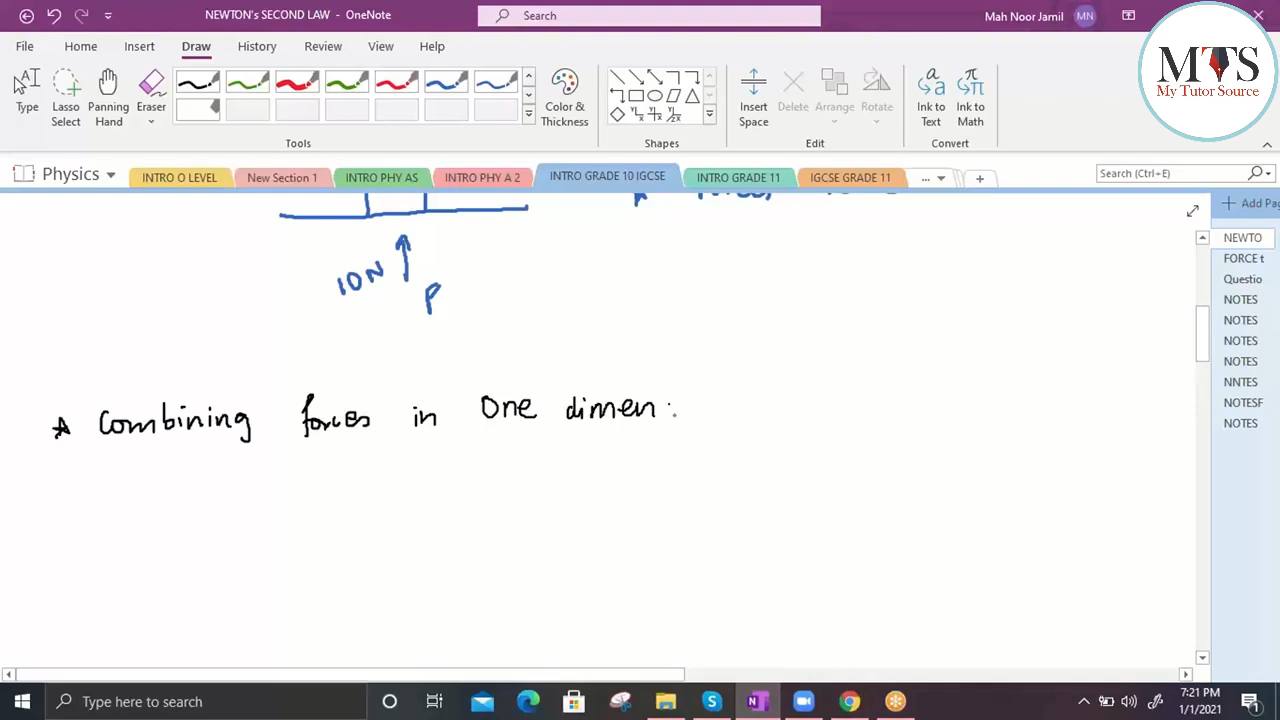 NEWTON's SECOND LAW - OneNote
Search
Mah Noor Jamil
MN
MTS
My Tutor Source
File Home Insert Draw History Review View Help
Type
Lasso Select
Panning Hand
Eraser
Color & Thickness
Insert Space
Delete
Arrange
Rotate
Ink to Text
Ink to Math
Tools
Shapes
Edit
Convert
Physics
INTRO O LEVEL
New Section 1
INTRO PHY AS
INTRO PHY A 2
INTRO GRADE 10 IGCSE
INTRO GRADE 11
IGCSE GRADE 11
...
Search (Ctrl+E)
Add Pag
NEWTO
FORCE t
Questio
NOTES
NOTES
NOTES
NOTES
NNTES
NOTESF
NOTES
10N
P
Combining forces in One dimen
Type here to search
7:21 PM
1/1/2021